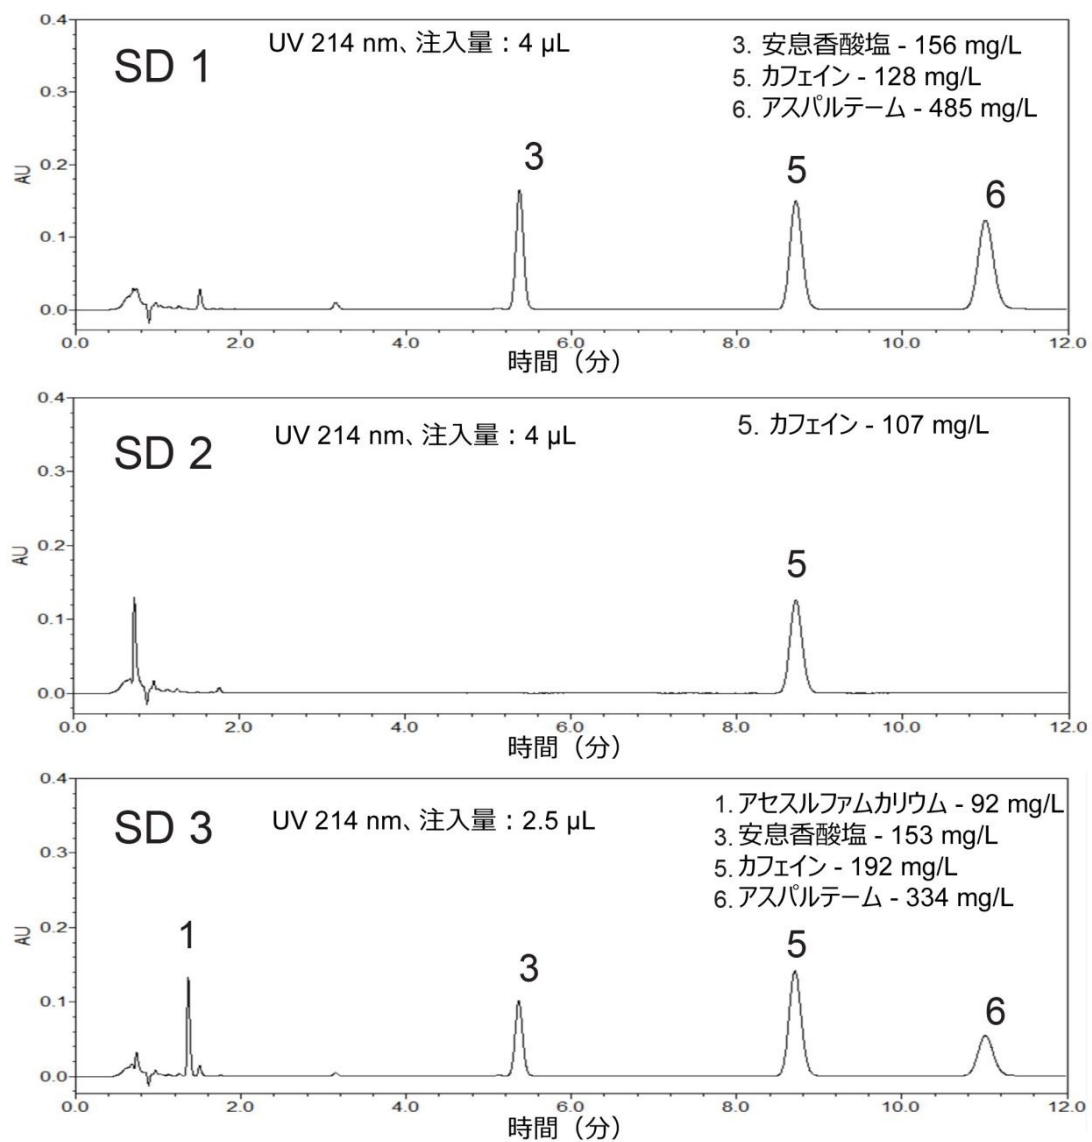 SD 1
UV 214 nm、注入量：4 µL
3. 安息香酸塩 - 156 mg/L
5. カフェイン - 128 mg/L
6. アスパルテーム - 485 mg/L
0.4
0.3
0.2
0.1
0.0
AU
3
5
6
0.0 2.0 4.0 6.0 8.0 10.0 12.0
時間（分）
SD 2
UV 214 nm、注入量：4 µL
5. カフェイン - 107 mg/L
0.4
0.3
0.2
0.1
0.0
AU
5
0.0 2.0 4.0 6.0 8.0 10.0 12.0
時間（分）
SD 3
UV 214 nm、注入量：2.5 µL
1. アセスルファムカリウム - 92 mg/L
3. 安息香酸塩 - 153 mg/L
5. カフェイン - 192 mg/L
6. アスパルテーム - 334 mg/L
0.4
0.3
0.2
0.1
0.0
AU
1
3
5
6
0.0 2.0 4.0 6.0 8.0 10.0 12.0
時間（分）